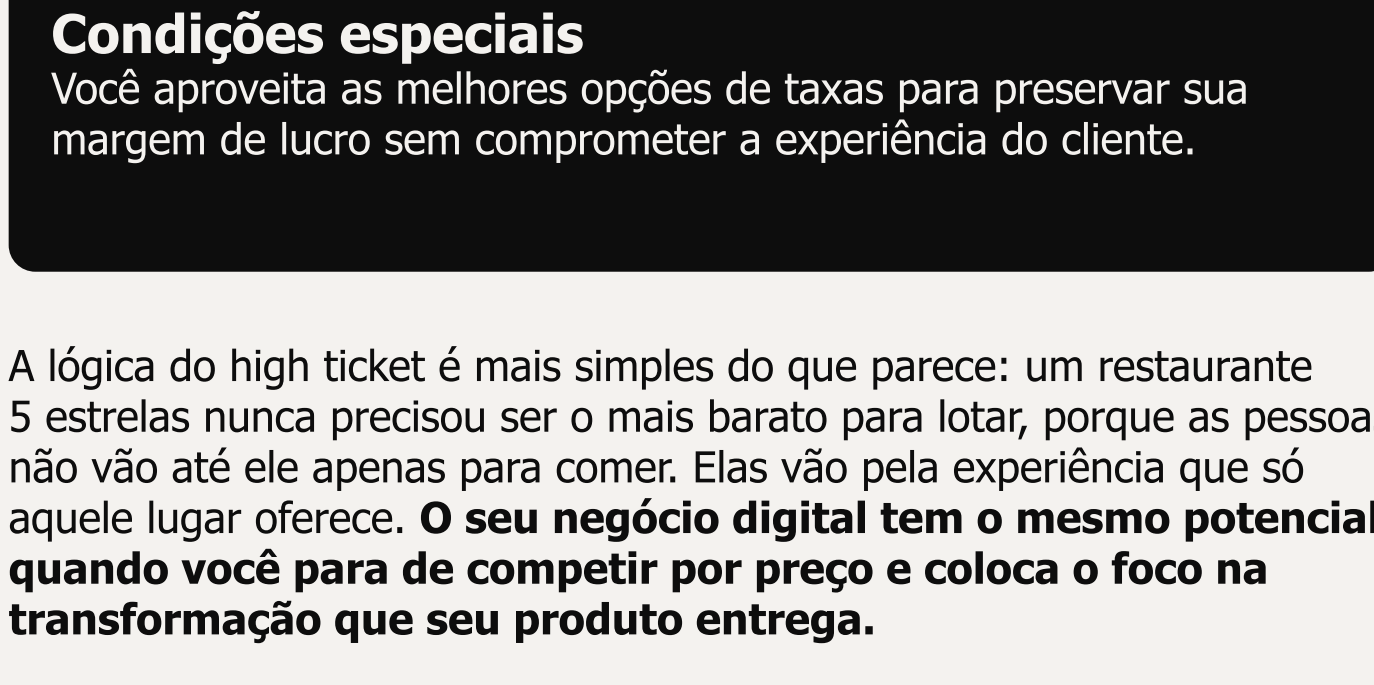 Condições especiais
Você aproveita as melhores opções de taxas para preservar sua
margem de lucro sem comprometer a experiência do cliente.
A lógica do high ticket é mais simples do que parece: um restaurante
5 estrelas nunca precisou ser o mais barato para lotar, porque as pessoas
não vão até ele apenas para comer. Elas vão pela experiência que só
aquele lugar oferece. O seu negócio digital tem o mesmo potencial
quando você para de competir por preço e coloca o foco na
transformação que seu produto entrega.